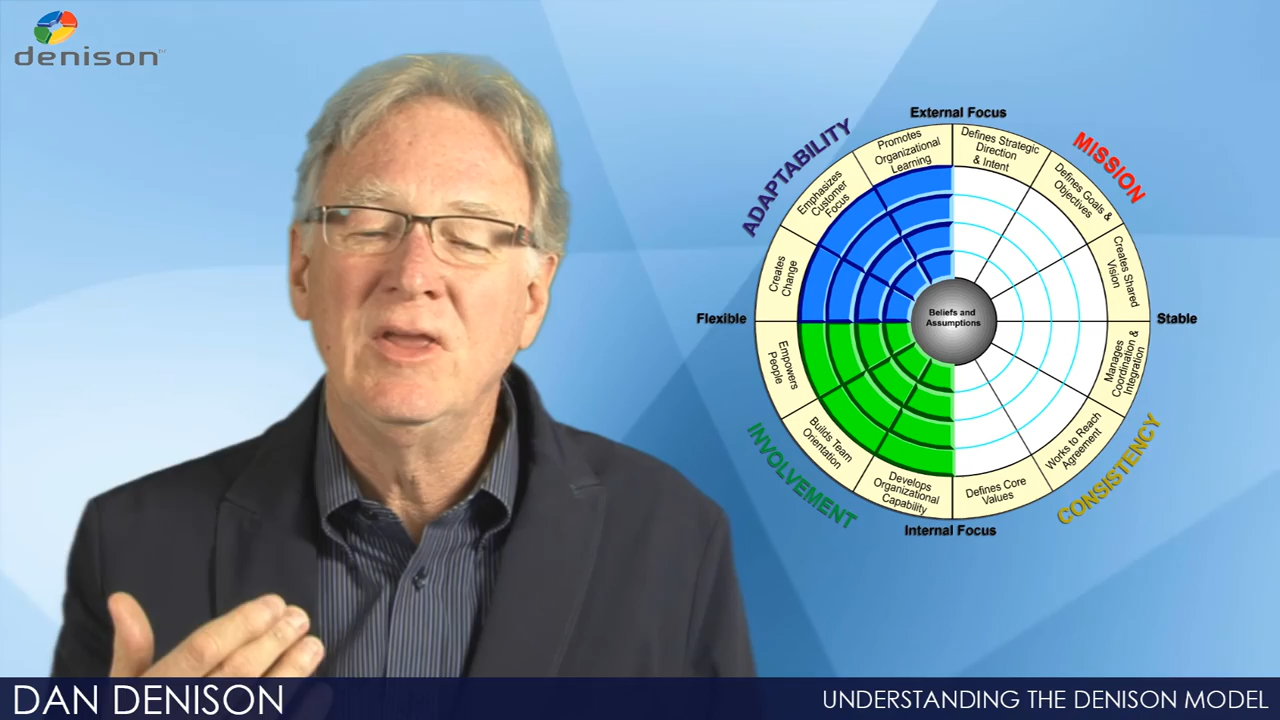 denison
External Focus
ADAPTABILITY
MISSION
Promotes
Organizational
Learning
Defines Strategic
Direction
& Intent
Emphasizes
Customer
Focus
Defines Goals &
Objectives
Creates
Change
Creates Shared
Vision
Flexible
Beliefs and
Assumptions
Stable
Empowers
People
Manages
Coordination &
Integration
Builds Team
Orientation
Works to Reach
Agreement
Develops
Organizational
Capability
Defines Core
Values
INVOLVEMENT
CONSISTENCY
Internal Focus
DAN DENISON
UNDERSTANDING THE DENISON MODEL